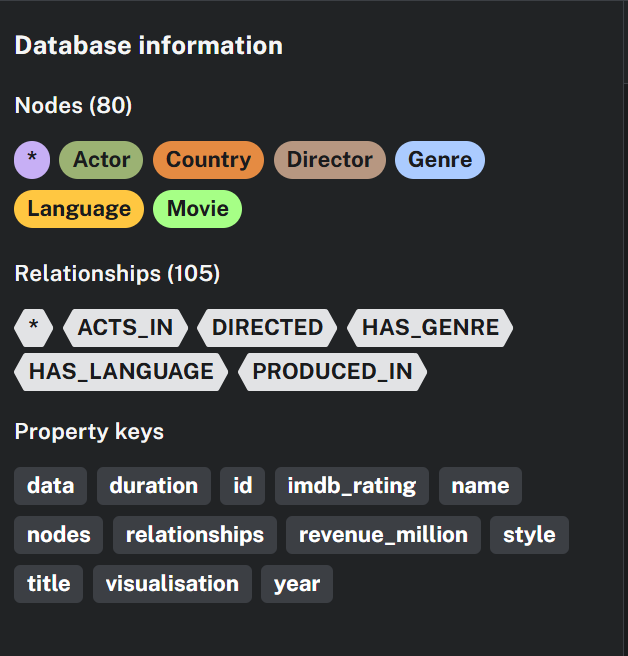 Database information
Nodes (80)
* Actor Country Director Genre
Language Movie
Relationships (105)
* ACTS_IN DIRECTED HAS_GENRE
HAS_LANGUAGE PRODUCED_IN
Property keys
data duration id imdb_rating name
nodes relationships revenue_million style
title visualisation year